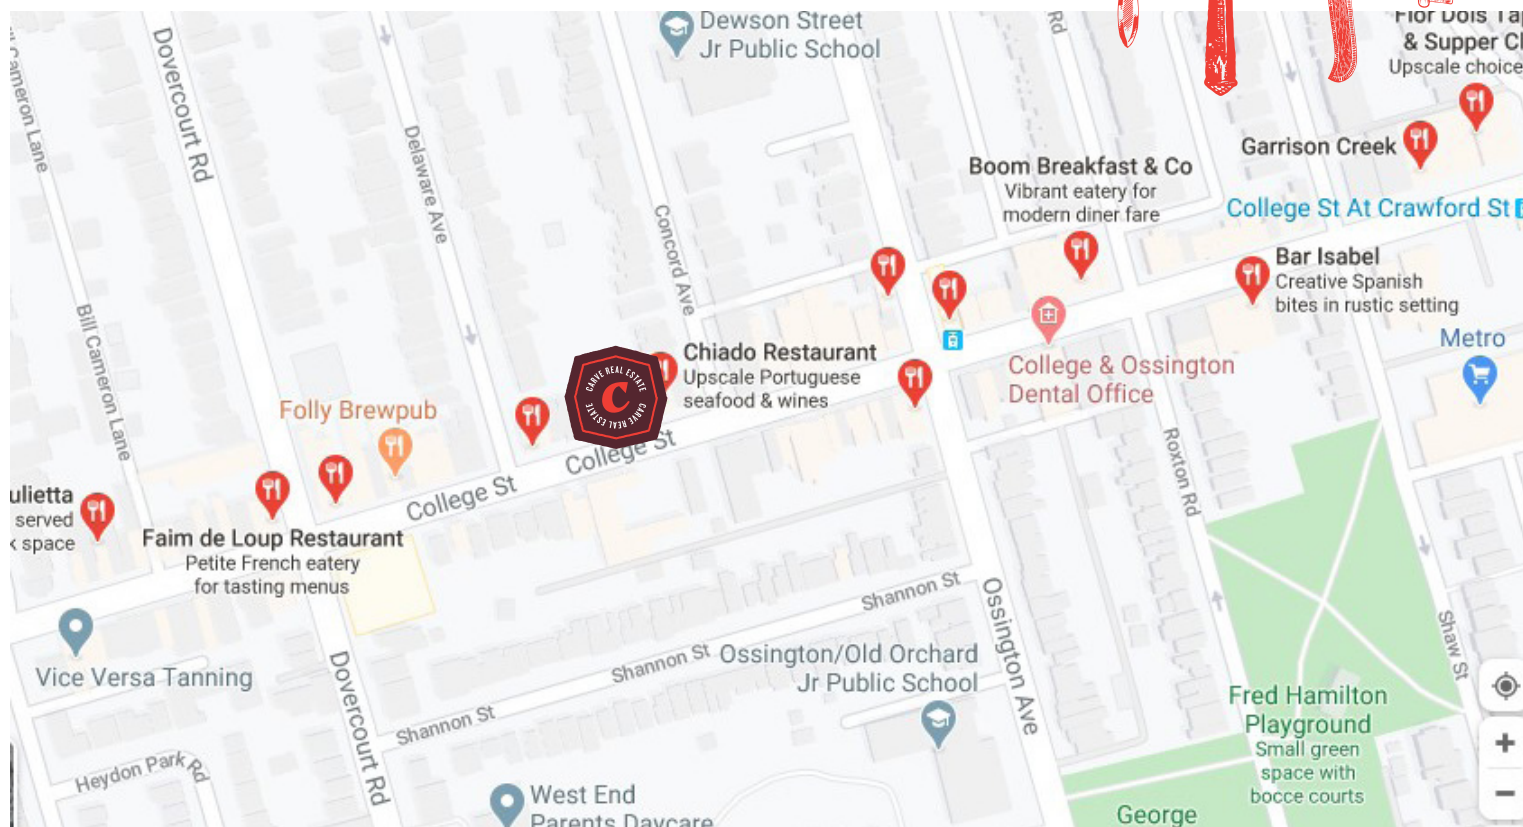 Dewson Street
Jr Public School
Rd
Flor Dois Ta
& Supper Cl
Upscale choice
Cameron Lane
Dovercourt Rd
Delaware Ave
Concord Ave
Boom Breakfast & Co
Vibrant eatery for
modern diner fare
Garrison Creek
College St At Crawford St
Bar Isabel
Creative Spanish
bites in rustic setting
Metro
Bill Cameron Lane
CARVE REAL ESTATE
CARVE REAL ESTATE
C
Chiado Restaurant
Upscale Portuguese
seafood & wines
College & Ossington
Dental Office
Folly Brewpub
College St
College St
Roxton Rd
ulietta
served
k space
Faim de Loup Restaurant
Petite French eatery
for tasting menus
Shannon St
Ossington Ave
Shaw St
Vice Versa Tanning
Dovercourt Rd
Shannon St
Ossington/Old Orchard
Jr Public School
Shannon St
Fred Hamilton
Playground
Small green
space with
bocce courts
Heydon Park Rd
West End
Parents Daycare
George